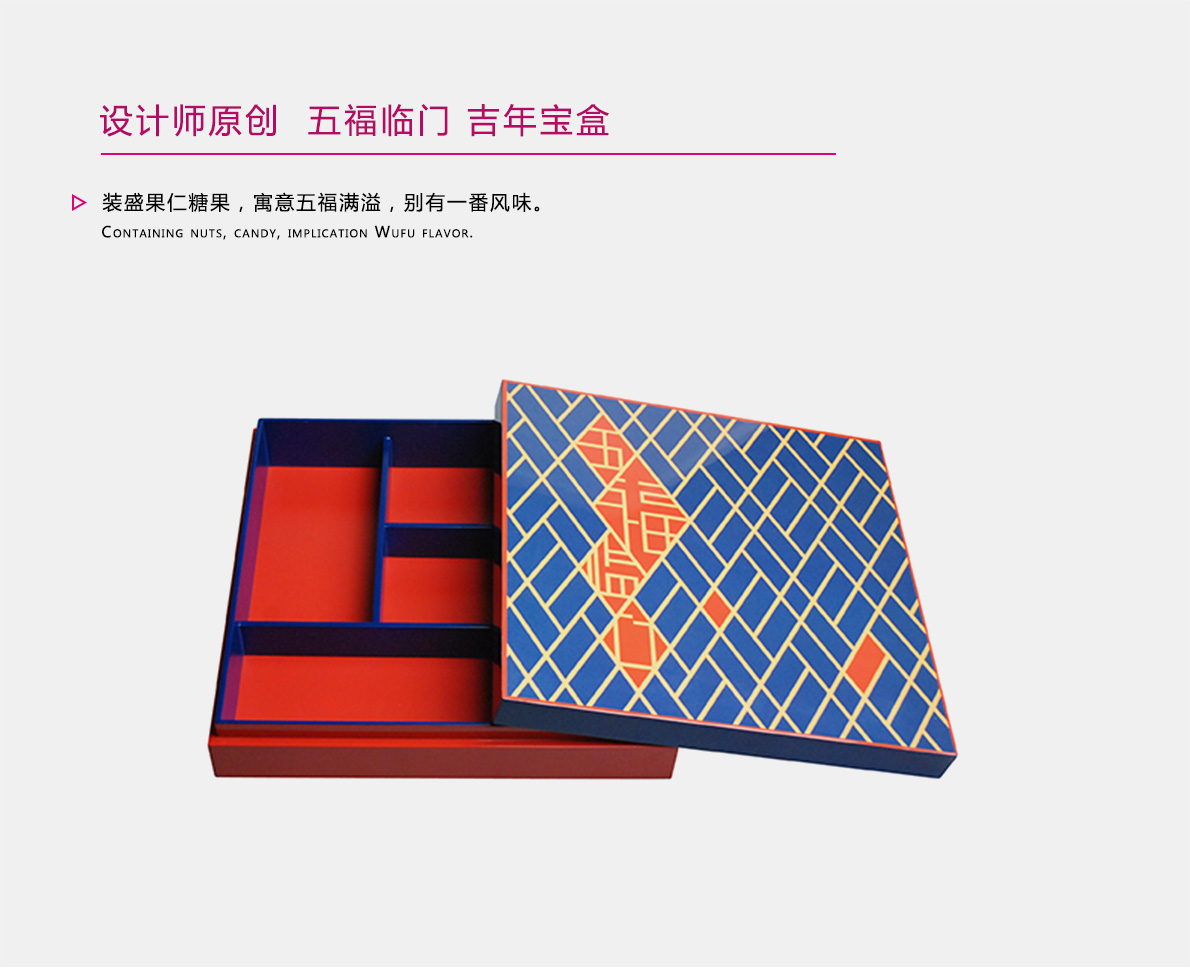 设计师原创 五福临门 吉年宝盒
装盛果仁糖果，寓意五福满溢，别有一番风味。
Containing nuts, candy, implication Wufu flavor.
五
福
临
门